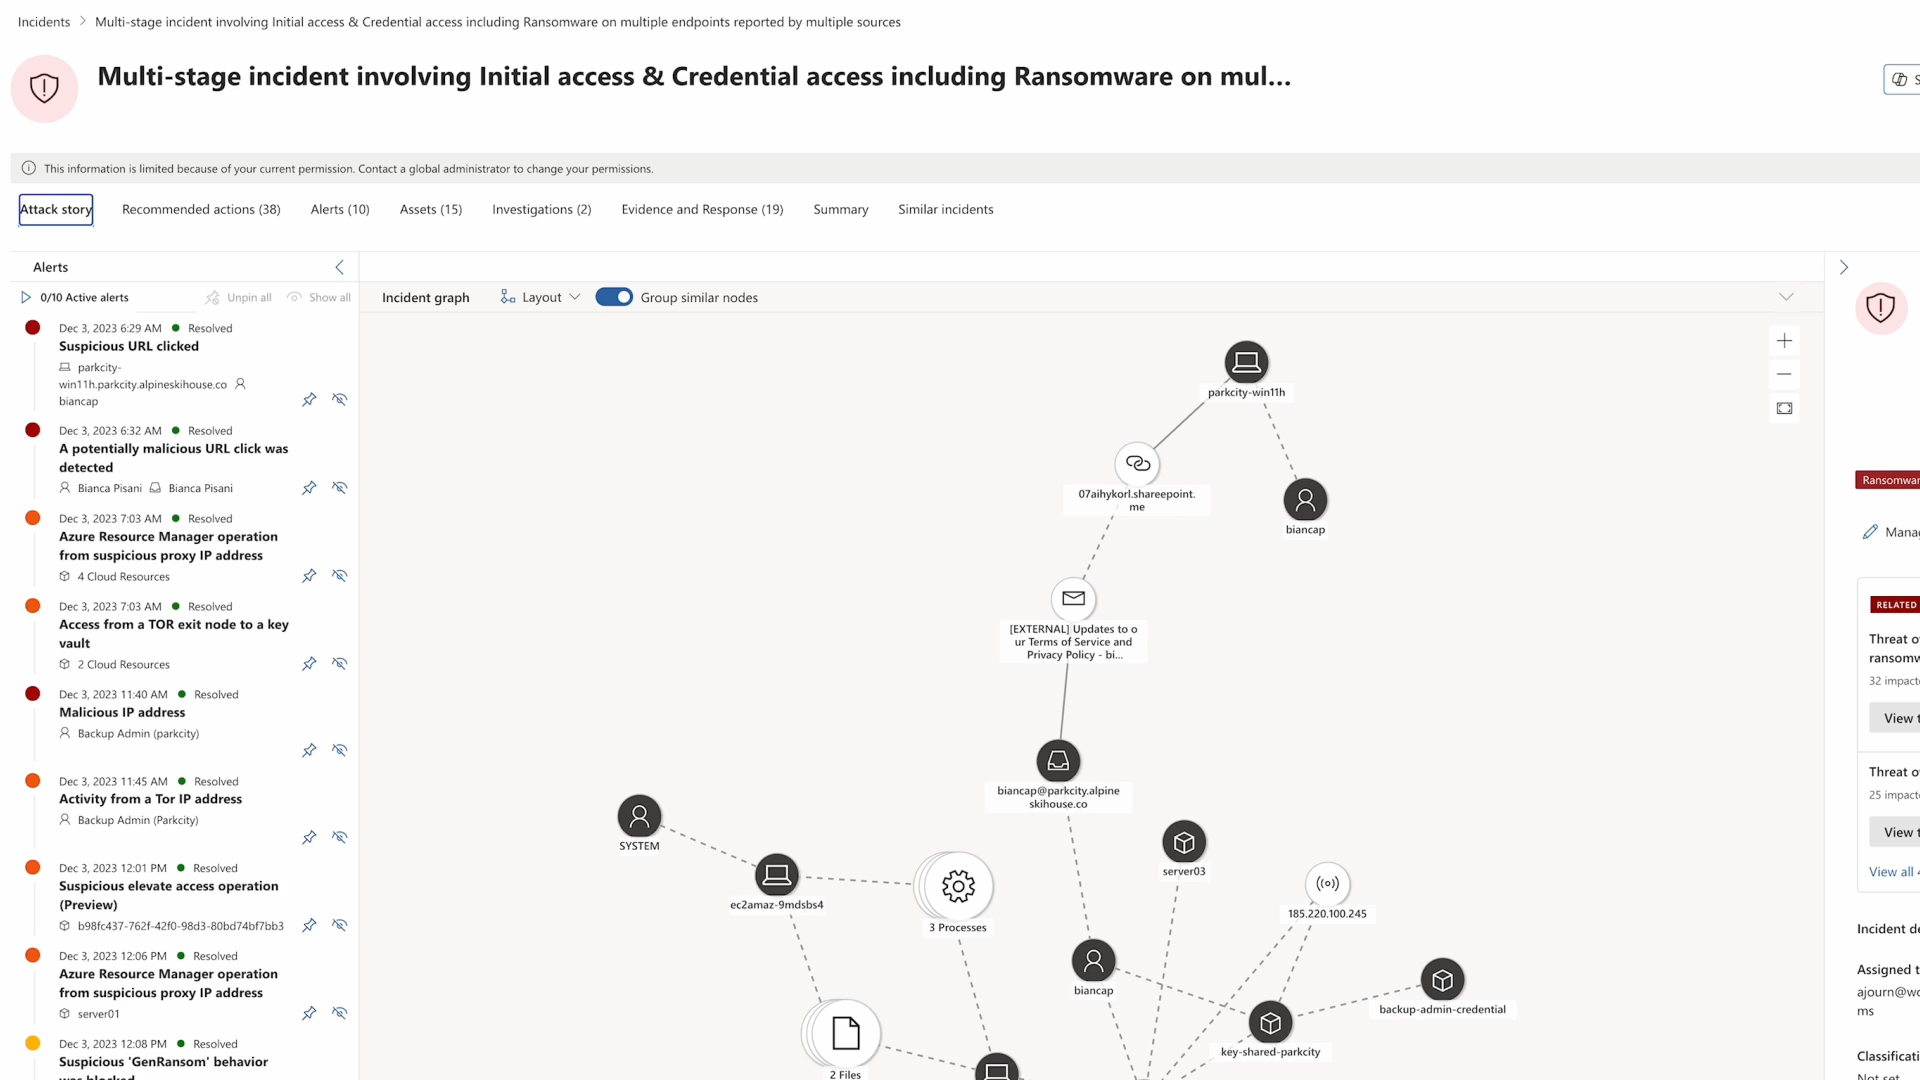 Incidents > Multi-stage incident involving Initial access & Credential access including Ransomware on multiple endpoints reported by multiple sources
Multi-stage incident involving Initial access & Credential access including Ransomware on mul...
This information is limited because of your current permission. Contact a global administrator to change your permissions.
Attack story Recommended actions (38) Alerts (10) Assets (15) Investigations (2) Evidence and Response (19) Summary Similar incidents
Alerts
0/10 Active alerts Unpin all Show all
Dec 3, 2023 6:29 AM Resolved
Suspicious URL clicked
parkcity-
win11h.parkcity.alpineskihouse.co
biancap
Dec 3, 2023 6:32 AM Resolved
A potentially malicious URL click was
detected
Bianca Pisani Bianca Pisani
Dec 3, 2023 7:03 AM Resolved
Azure Resource Manager operation
from suspicious proxy IP address
4 Cloud Resources
Dec 3, 2023 7:03 AM Resolved
Access from a TOR exit node to a key
vault
2 Cloud Resources
Dec 3, 2023 11:40 AM Resolved
Malicious IP address
Backup Admin (parkcity)
Dec 3, 2023 11:45 AM Resolved
Activity from a Tor IP address
Backup Admin (Parkcity)
Dec 3, 2023 12:01 PM Resolved
Suspicious elevate access operation
(Preview)
b98fc437-762f-42f0-98d3-80bd74bf7bb3
Dec 3, 2023 12:06 PM Resolved
Azure Resource Manager operation
from suspicious proxy IP address
server01
Dec 3, 2023 12:08 PM Resolved
Suspicious 'GenRansom' behavior
was blocked
Incident graph Layout Group similar nodes
parkcity-win11h
07aihykorl.shareepoint.
me
biancap
[EXTERNAL] Updates to o
ur Terms of Service and
Privacy Policy - bi...
biancap@parkcity.alpine
skihouse.co
SYSTEM
server03
ec2amaz-9mdsbs4
185.220.100.245
3 Processes
biancap
backup-admin-credential
key-shared-parkcity
2 Files
S
Ransomwar
Manag
RELATED
Threat o
ransomw
32 impact
View t
Threat o
25 impact
View t
View all 4
Incident de
Assigned t
ajourn@wo
ms
Classificati
Not set